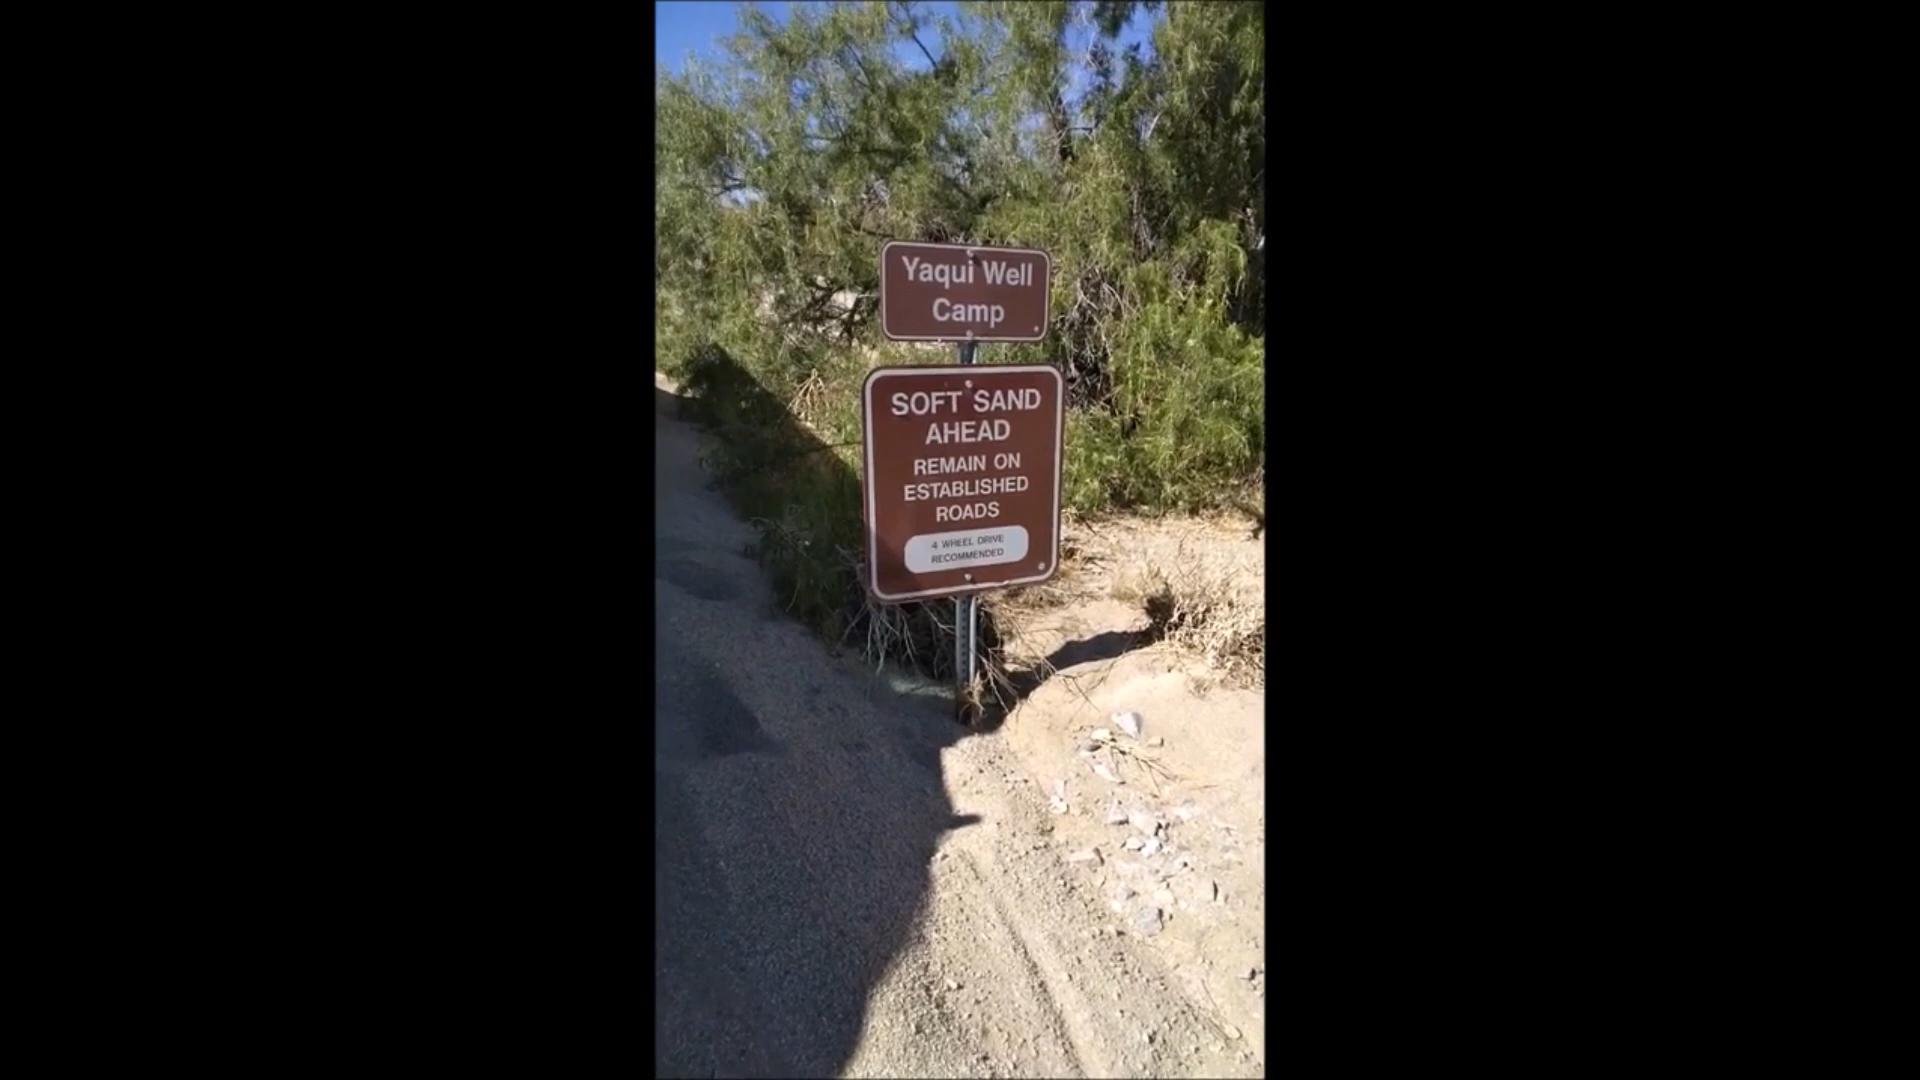 Yaqui Well
Camp
SOFT SAND
AHEAD
REMAIN ON
ESTABLISHED
ROADS
4 WHEEL DRIVE
RECOMMENDED